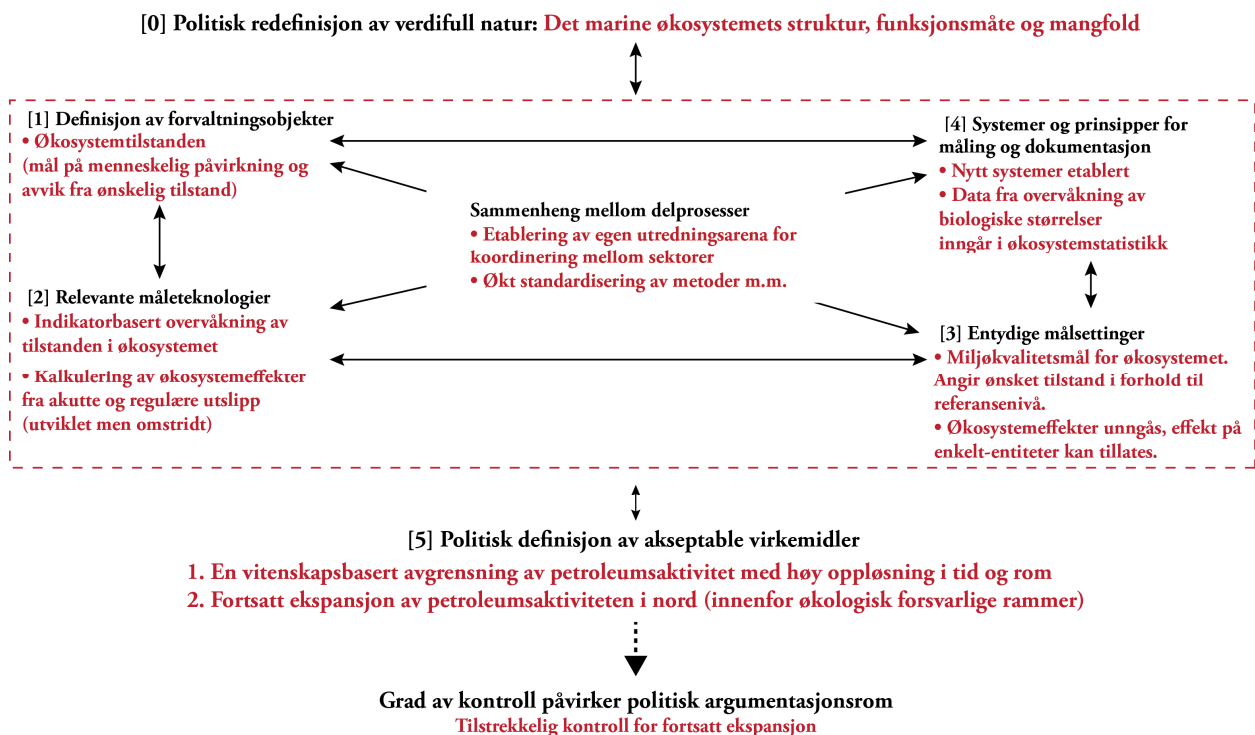 [0] Politisk redefinisjon av verdifull natur: Det marine økosystemets struktur, funksjonsmåte og mangfold
[1] Definisjon av forvaltningsobjekter
• Økosystemtilstanden
(mål på menneskelig påvirkning og
avvik fra ønskelig tilstand)
[4] Systemer og prinsipper for
måling og dokumentasjon
• Nytt systemer etablert
• Data fra overvåkning av
biologiske størrelser
inngår i økosystemstatistikk
Sammenheng mellom delprosesser
• Etablering av egen utredningsarena for
koordinering mellom sektorer
• Økt standardisering av metoder m.m.
[2] Relevante måleteknologier
• Indikatorbasert overvåkning av
tilstanden i økosystemet
• Kalkulering av økosystemeffekter
fra akutte og regulære utslipp
(utviklet men omstridt)
[3] Entydige målsettinger
• Miljøkvalitetsmål for økosystemet.
Angir ønsket tilstand i forhold til
referansenivå.
• Økosystemeffekter unngås, effekt på
enkelt-entiteter kan tillates.
[5] Politisk definisjon av akseptable virkemidler
1. En vitenskapsbasert avgrensning av petroleumsaktivitet med høy oppløsning i tid og rom
2. Fortsatt ekspansjon av petroleumsaktiviteten i nord (innenfor økologisk forsvarlige rammer)
Grad av kontroll påvirker politisk argumentasjonsrom
Tilstrekkelig kontroll for fortsatt ekspansjon